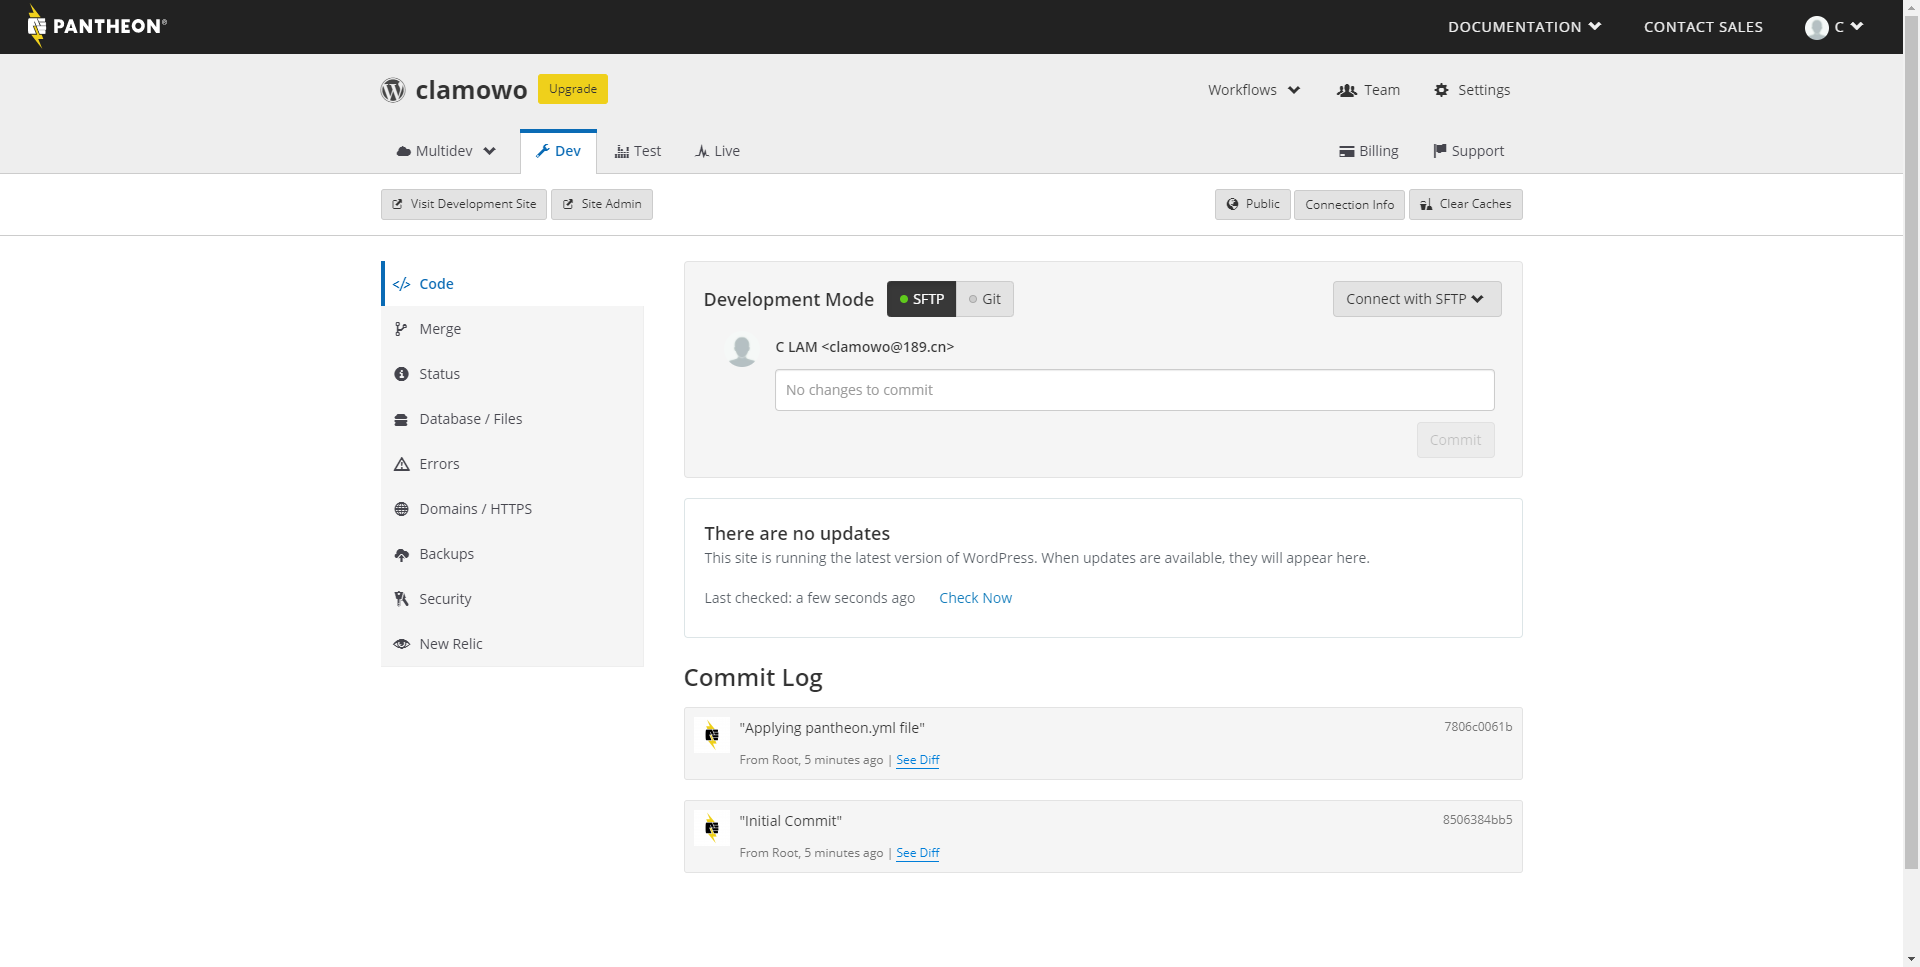 PANTHEON®
DOCUMENTATION
CONTACT SALES
C
clamowo
Upgrade
Workflows
Team
Settings
Multidev
Dev
Test
Live
Billing
Support
Visit Development Site
Site Admin
Public
Connection Info
Clear Caches
Code
Merge
Status
Database / Files
Errors
Domains / HTTPS
Backups
Security
New Relic
Development Mode
SFTP
Git
Connect with SFTP
C LAM <clamowo@189.cn>
No changes to commit
Commit
There are no updates
This site is running the latest version of WordPress. When updates are available, they will appear here.
Last checked: a few seconds ago
Check Now
Commit Log
"Applying pantheon.yml file"
7806c0061b
From Root, 5 minutes ago | See Diff
"Initial Commit"
8506384bb5
From Root, 5 minutes ago | See Diff